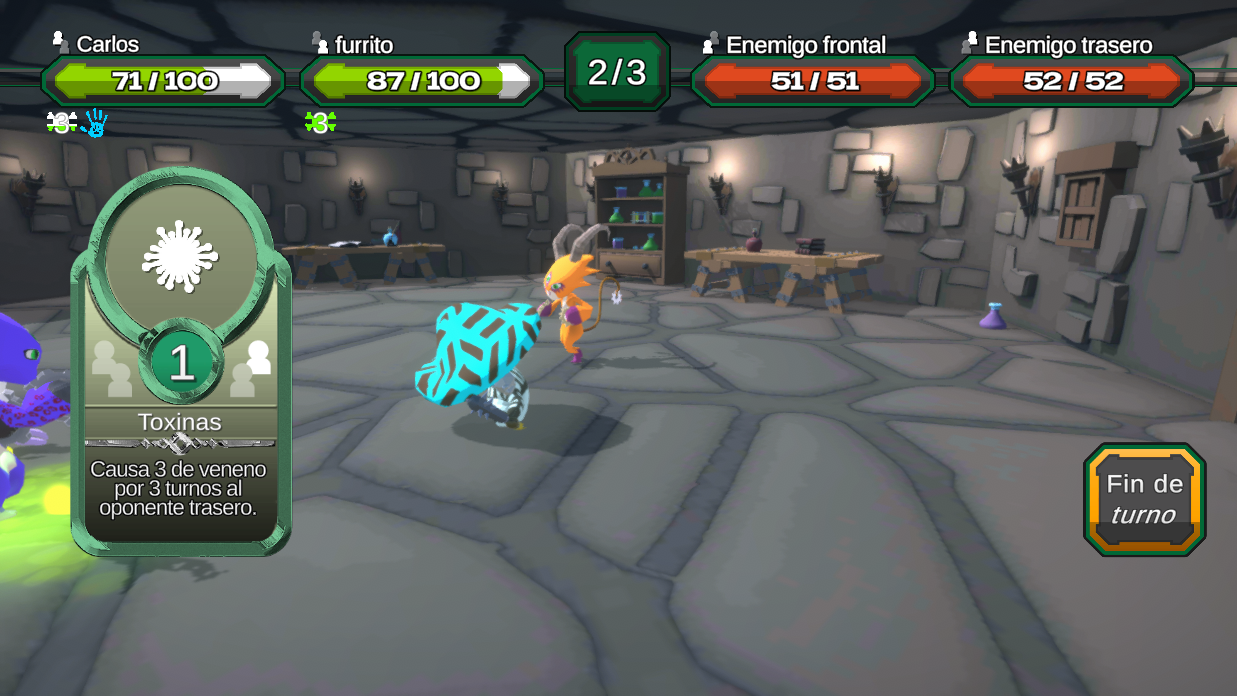 Carlos
furrito
Enemigo frontal
Enemigo trasero
71 / 100
87 / 100
2/3
51 / 51
52 / 52
3
3
1
Toxinas
Causa 3 de veneno
por 3 turnos al
oponente trasero.
Fin de
turno